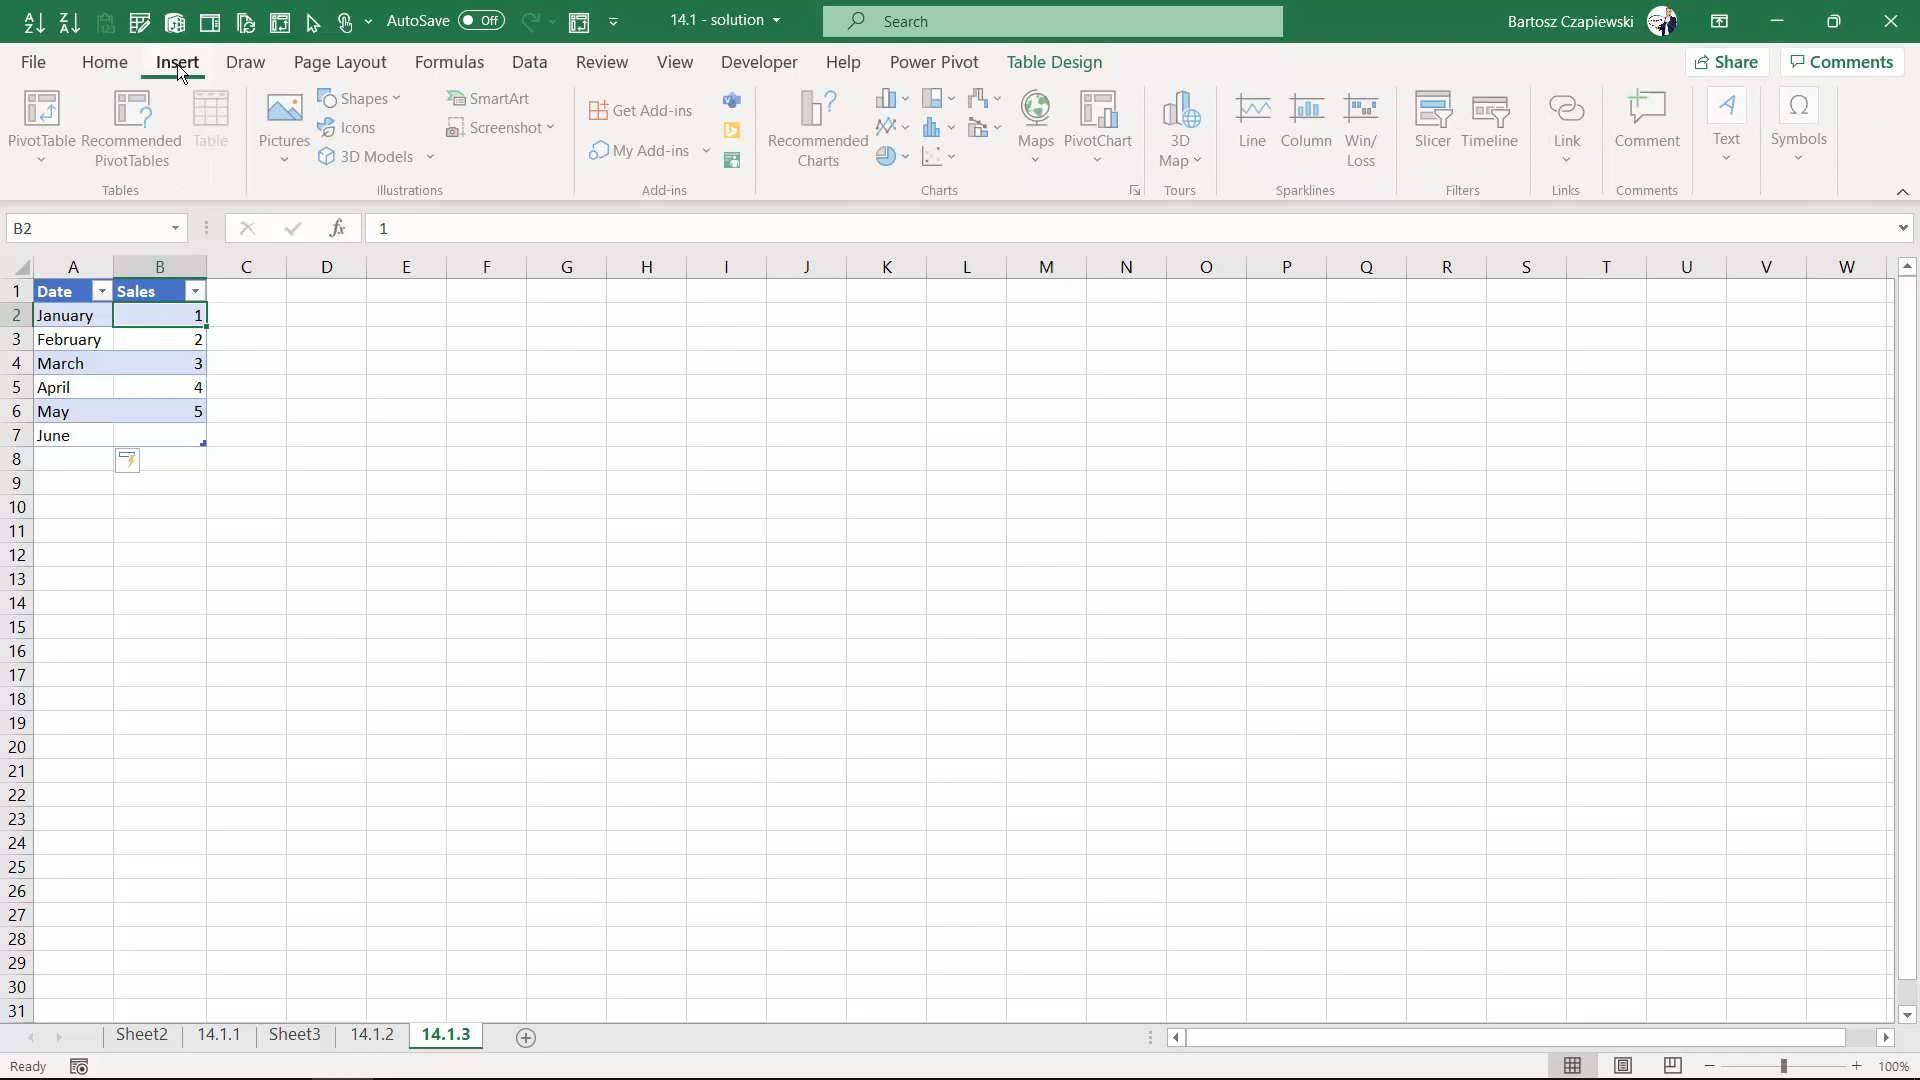 AutoSave Off 14.1 - solution Search Bartosz Czapiewski
File Home Insert Draw Page Layout Formulas Data Review View Developer Help Power Pivot Table Design Share Comments
PivotTable
Recommended
PivotTables
Table
Tables
Pictures
Shapes
Icons
3D Models
SmartArt
Screenshot
Illustrations
Get Add-ins
My Add-ins
Add-ins
Recommended
Charts
Maps
PivotChart
Charts
3D
Map
Tours
Line
Column
Win/
Loss
Sparklines
Slicer
Timeline
Filters
Link
Links
Comment
Comments
Text
Symbols
B2 fx 1
A B C D E F G H I J K L M N O P Q R S T U V W
1 Date Sales
2 January 1
3 February 2
4 March 3
5 April 4
6 May 5
7 June
8
9
10
11
12
13
14
15
16
17
18
19
20
21
22
23
24
25
26
27
28
29
30
31
Sheet2 14.1.1 Sheet3 14.1.2 14.1.3
Ready 100%